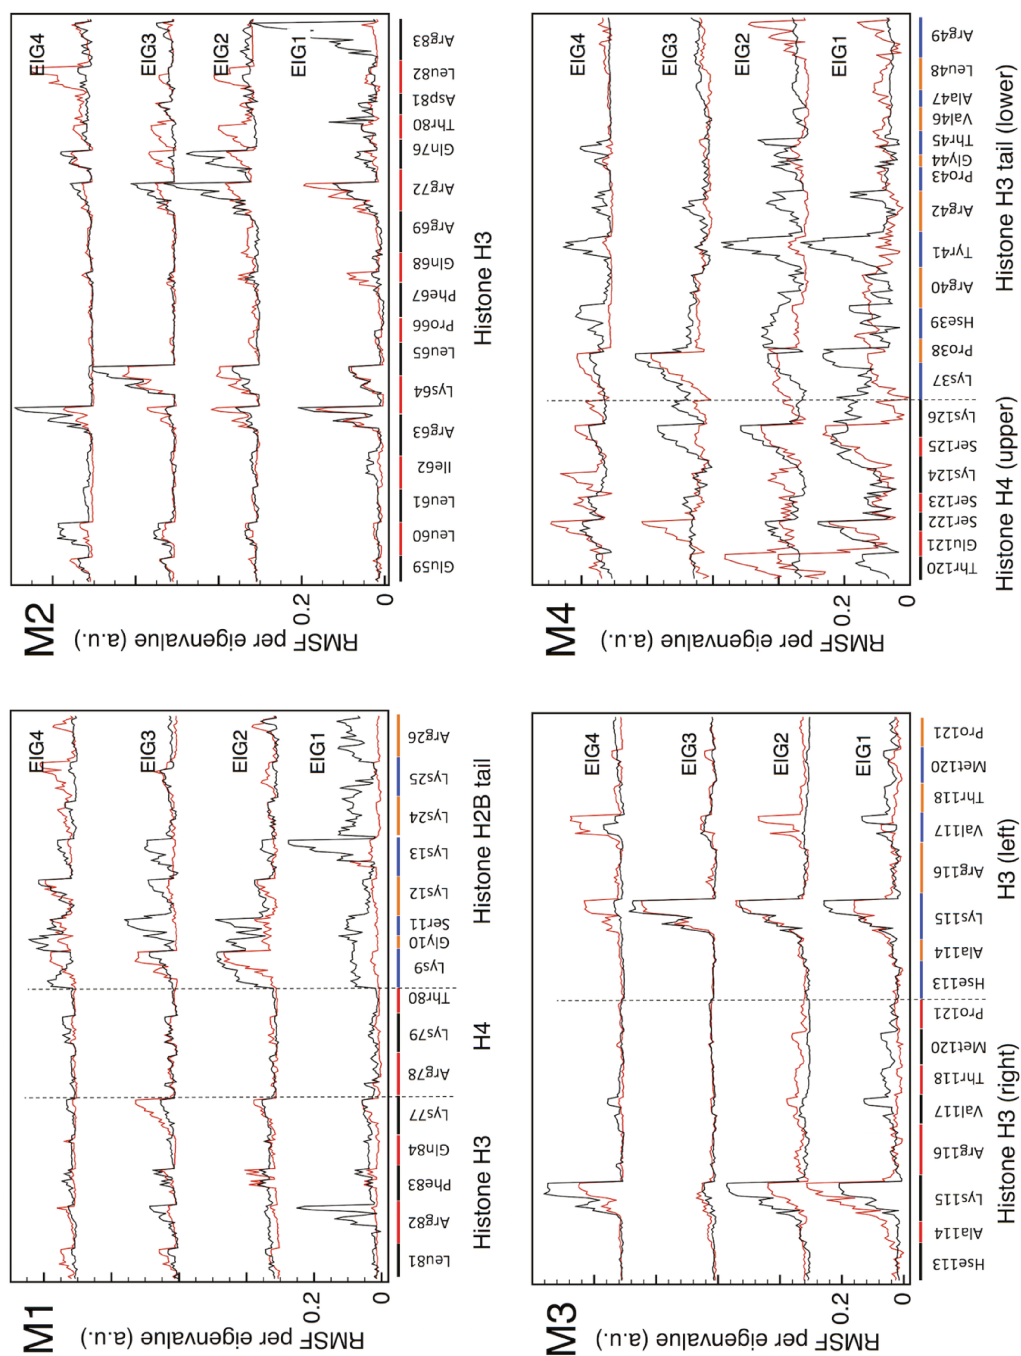 M1
RMSF per eigenvalue (a.u.)
0.2
0
EIG4
EIG3
EIG2
EIG1
Leu81
Arg82
Phe83
Gln84
Lys77
Arg78
Lys79
Thr80
Lys9
Gly10
Ser11
Lys12
Lys13
Lys24
Lys25
Arg26
Histone H3
H4
Histone H2B tail
M2
RMSF per eigenvalue (a.u.)
0.2
0
EIG4
EIG3
EIG2
EIG1
Glu59
Leu60
Leu61
Ile62
Arg63
Lys64
Leu65
Pro66
Phe67
Gln68
Arg69
Arg72
Gln76
Thr80
Asp81
Leu82
Arg83
Histone H3
M3
RMSF per eigenvalue (a.u.)
0.2
0
EIG4
EIG3
EIG2
EIG1
Hse113
Ala114
Lys115
Arg116
Val117
Thr118
Met120
Pro121
Hse113
Ala114
Lys115
Arg116
Val117
Thr118
Met120
Pro121
Histone H3 (right)
H3 (left)
M4
RMSF per eigenvalue (a.u.)
0.2
0
EIG4
EIG3
EIG2
EIG1
Thr120
Glu121
Ser122
Ser123
Lys124
Ser125
Lys126
Lys37
Pro38
Hse39
Arg40
Tyr41
Arg42
Pro43
Gly44
Thr45
Val46
Ala47
Leu48
Arg49
Histone H4 (upper)
Histone H3 tail (lower)